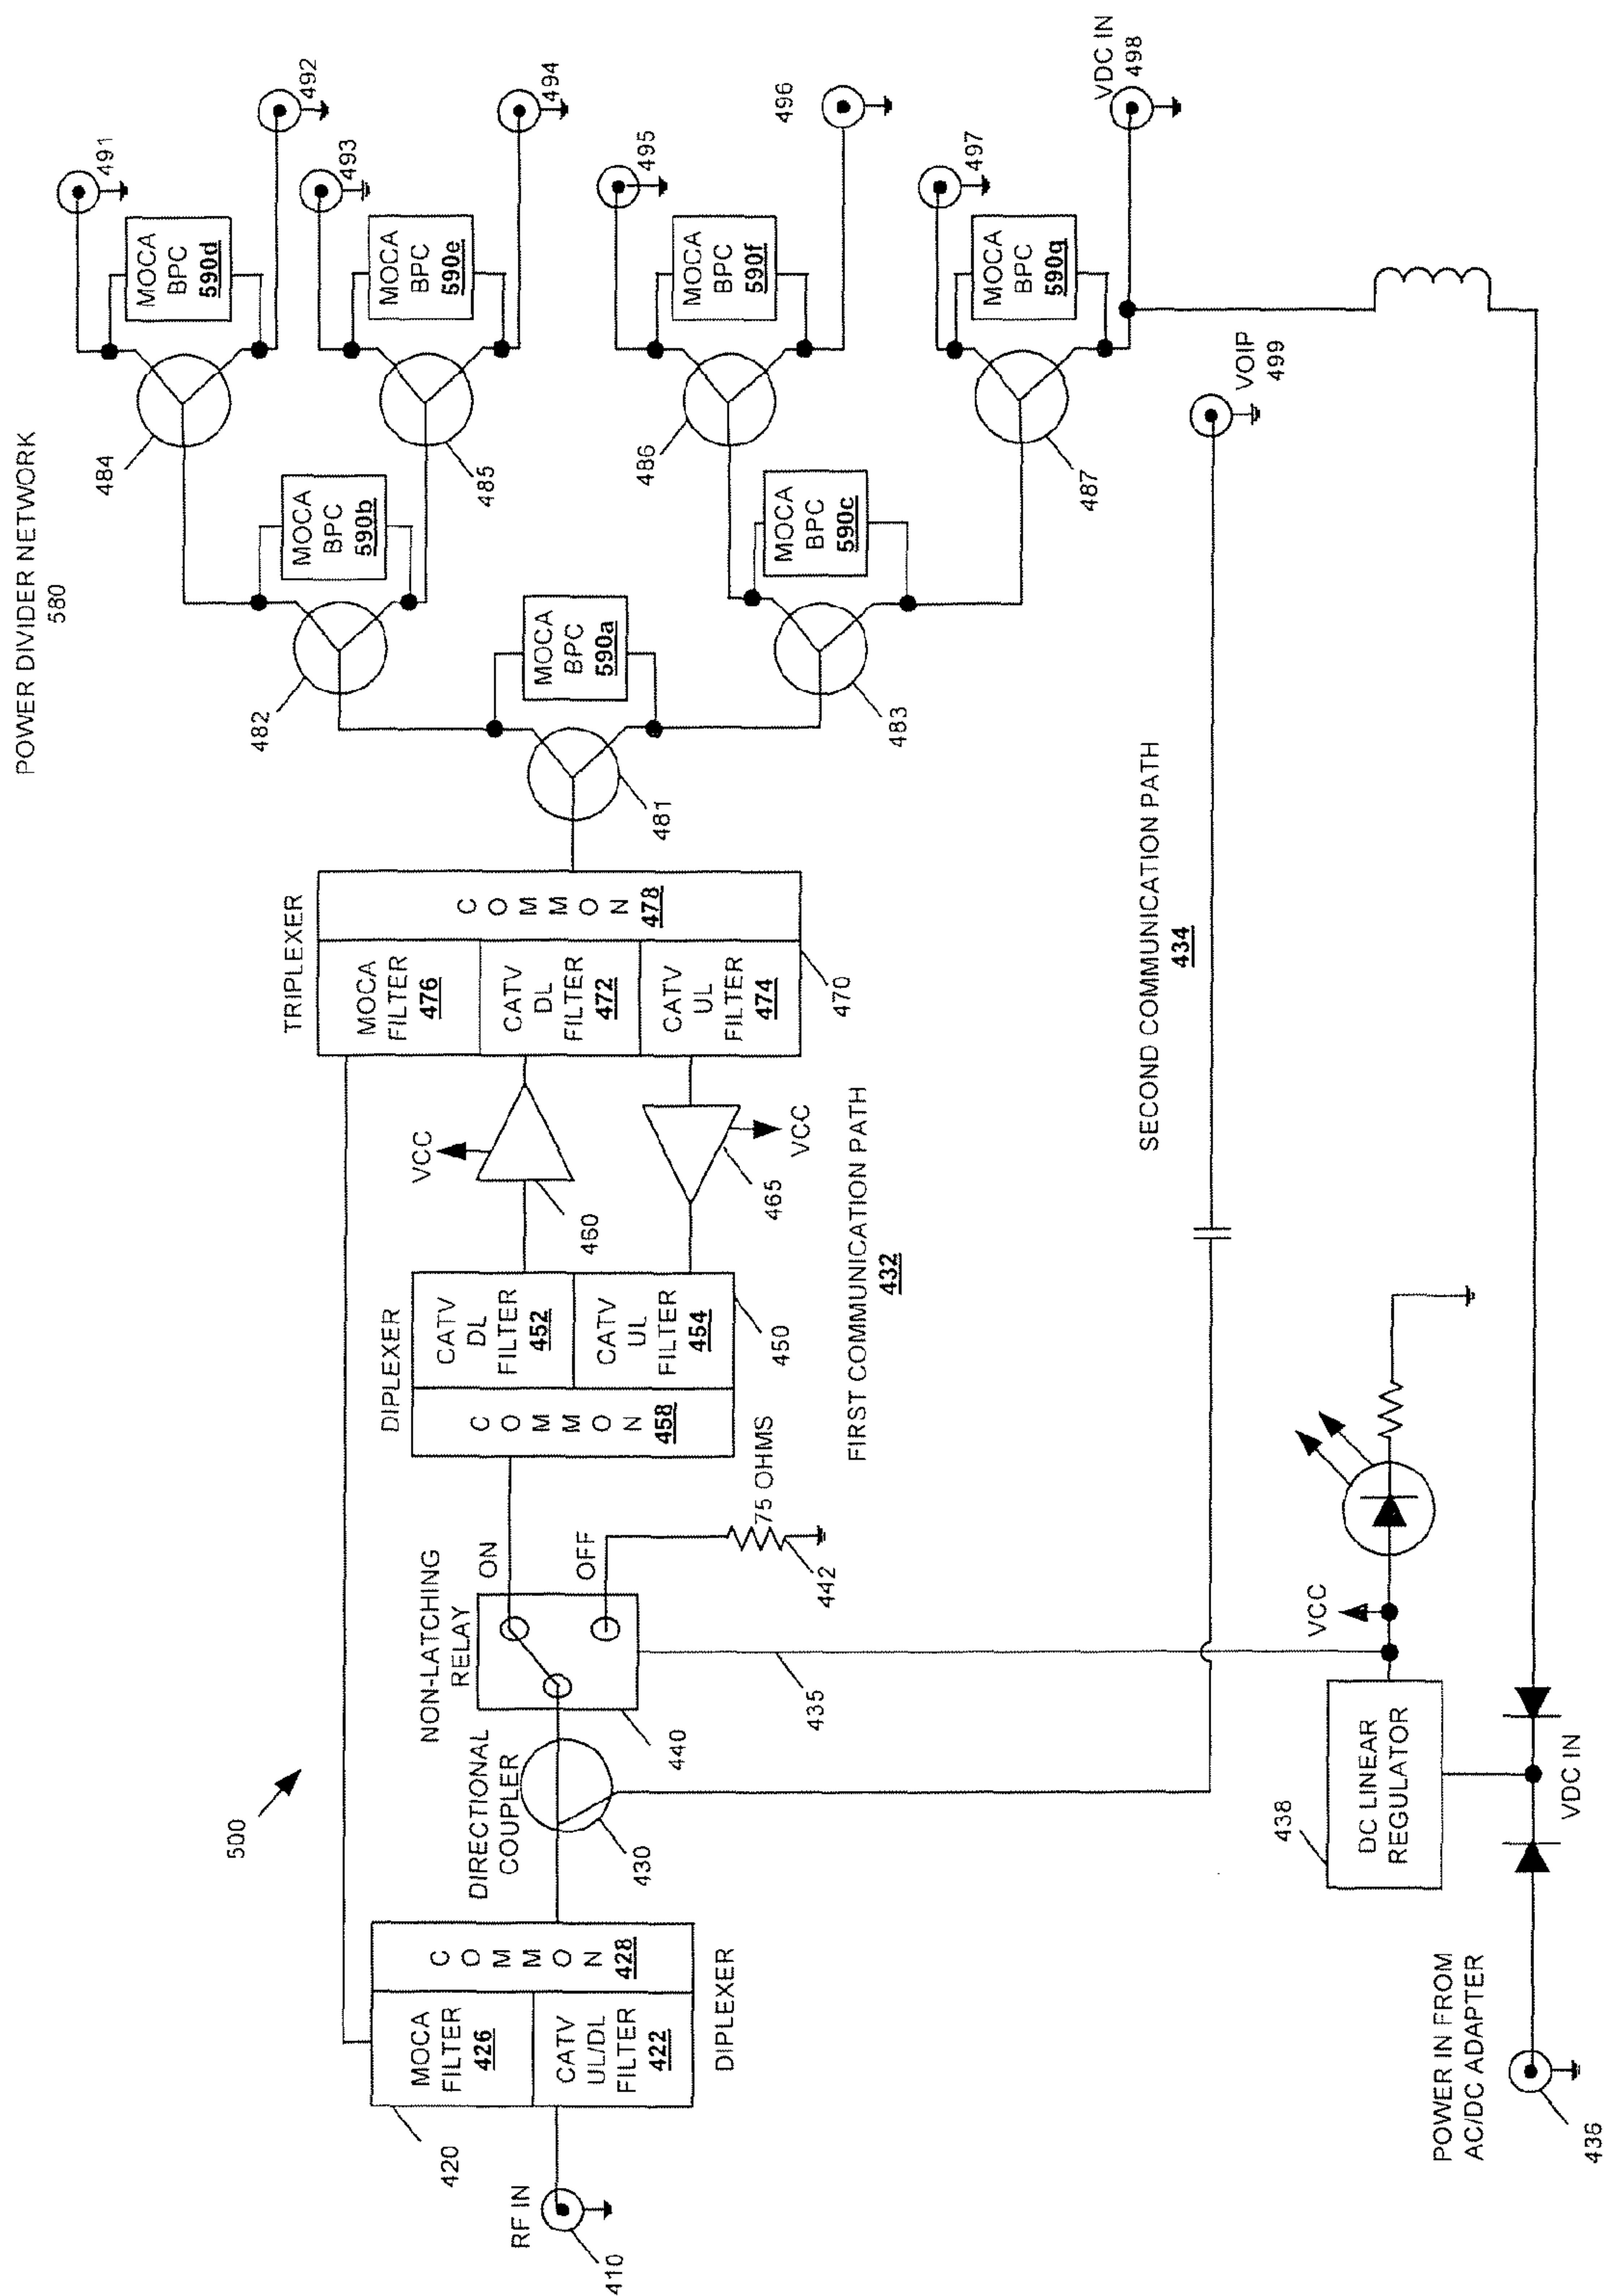 POWER DIVIDER NETWORK
580
500
RF IN
410
420
MOCA
FILTER
426
CATV
UL/DL
FILTER
422
COMMON
428
DIPLEXER
DIRECTIONAL
COUPLER
430
NON-LATCHING
RELAY
440
ON
OFF
75 OHMS
442
435
DIPLEXER
COMMON
458
CATV
DL
FILTER
452
CATV
UL
FILTER
454
450
VCC
460
VCC
465
FIRST COMMUNICATION PATH
432
TRIPLEXER
MOCA
FILTER
476
CATV
DL
FILTER
472
CATV
UL
FILTER
474
COMMON
478
470
481
MOCA
BPC
590a
482
MOCA
BPC
590b
483
MOCA
BPC
590c
484
MOCA
BPC
590d
485
MOCA
BPC
590e
486
MOCA
BPC
590f
487
MOCA
BPC
590g
491
492
493
494
495
496
497
VDC IN
498
VOIP
499
SECOND COMMUNICATION PATH
434
VCC
438
DC LINEAR
REGULATOR
VDC IN
POWER IN FROM
AC/DC ADAPTER
436